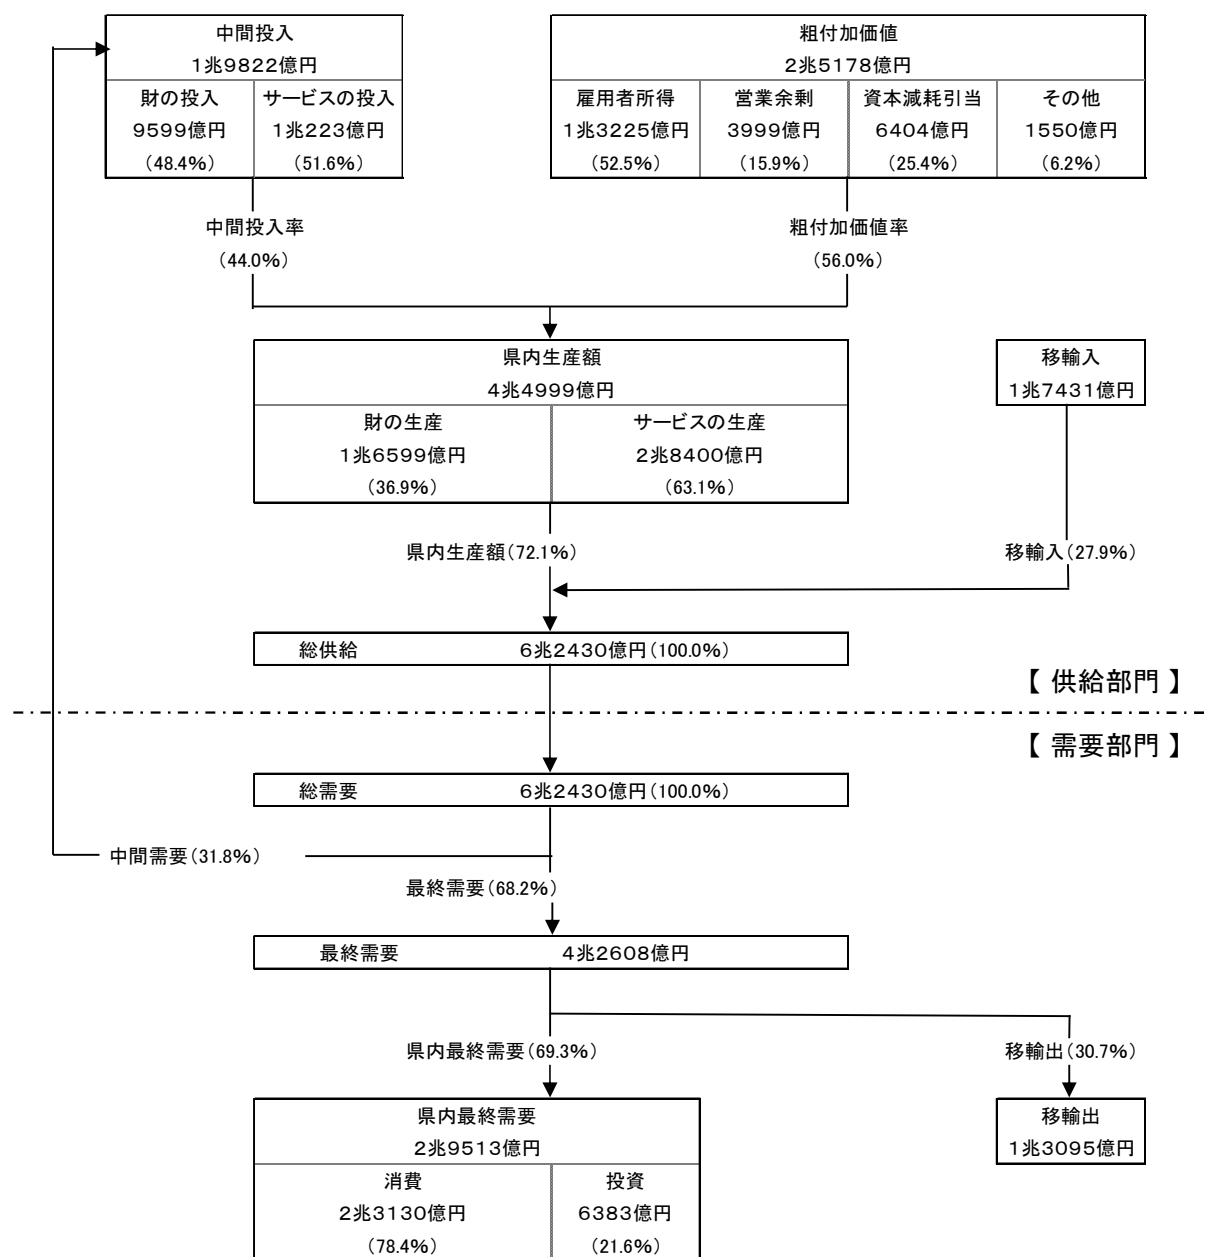 中間投入
1兆9822億円
財の投入
9599億円
(48.4%)
サービスの投入
1兆223億円
(51.6%)
粗付加価値
2兆5178億円
雇用者所得
1兆3225億円
(52.5%)
営業余剰
3999億円
(15.9%)
資本減耗引当
6404億円
(25.4%)
その他
1550億円
(6.2%)
中間投入率
(44.0%)
粗付加価値率
(56.0%)
県内生産額
4兆4999億円
財の生産
1兆6599億円
(36.9%)
サービスの生産
2兆8400億円
(63.1%)
移輸入
1兆7431億円
県内生産額(72.1%)
移輸入(27.9%)
総供給 6兆2430億円(100.0%)
【 供給部門 】
【 需要部門 】
総需要 6兆2430億円(100.0%)
中間需要(31.8%)
最終需要(68.2%)
最終需要 4兆2608億円
県内最終需要(69.3%)
移輸出(30.7%)
県内最終需要
2兆9513億円
消費
2兆3130億円
(78.4%)
投資
6383億円
(21.6%)
移輸出
1兆3095億円